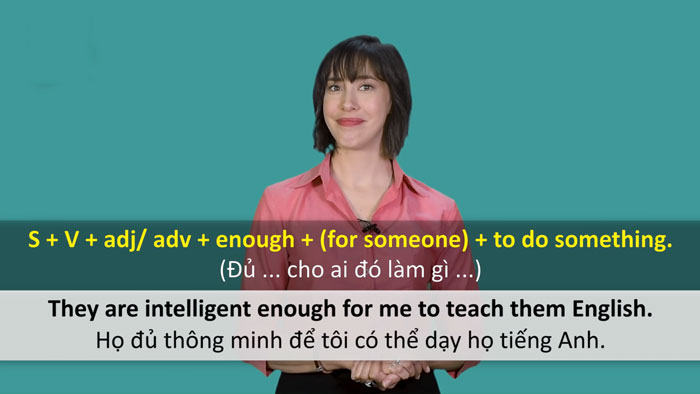 S + V + adj/ adv + enough + (for someone) + to do something.
(Đủ ... cho ai đó làm gì ...)
They are intelligent enough for me to teach them English.
Họ đủ thông minh để tôi có thể dạy họ tiếng Anh.